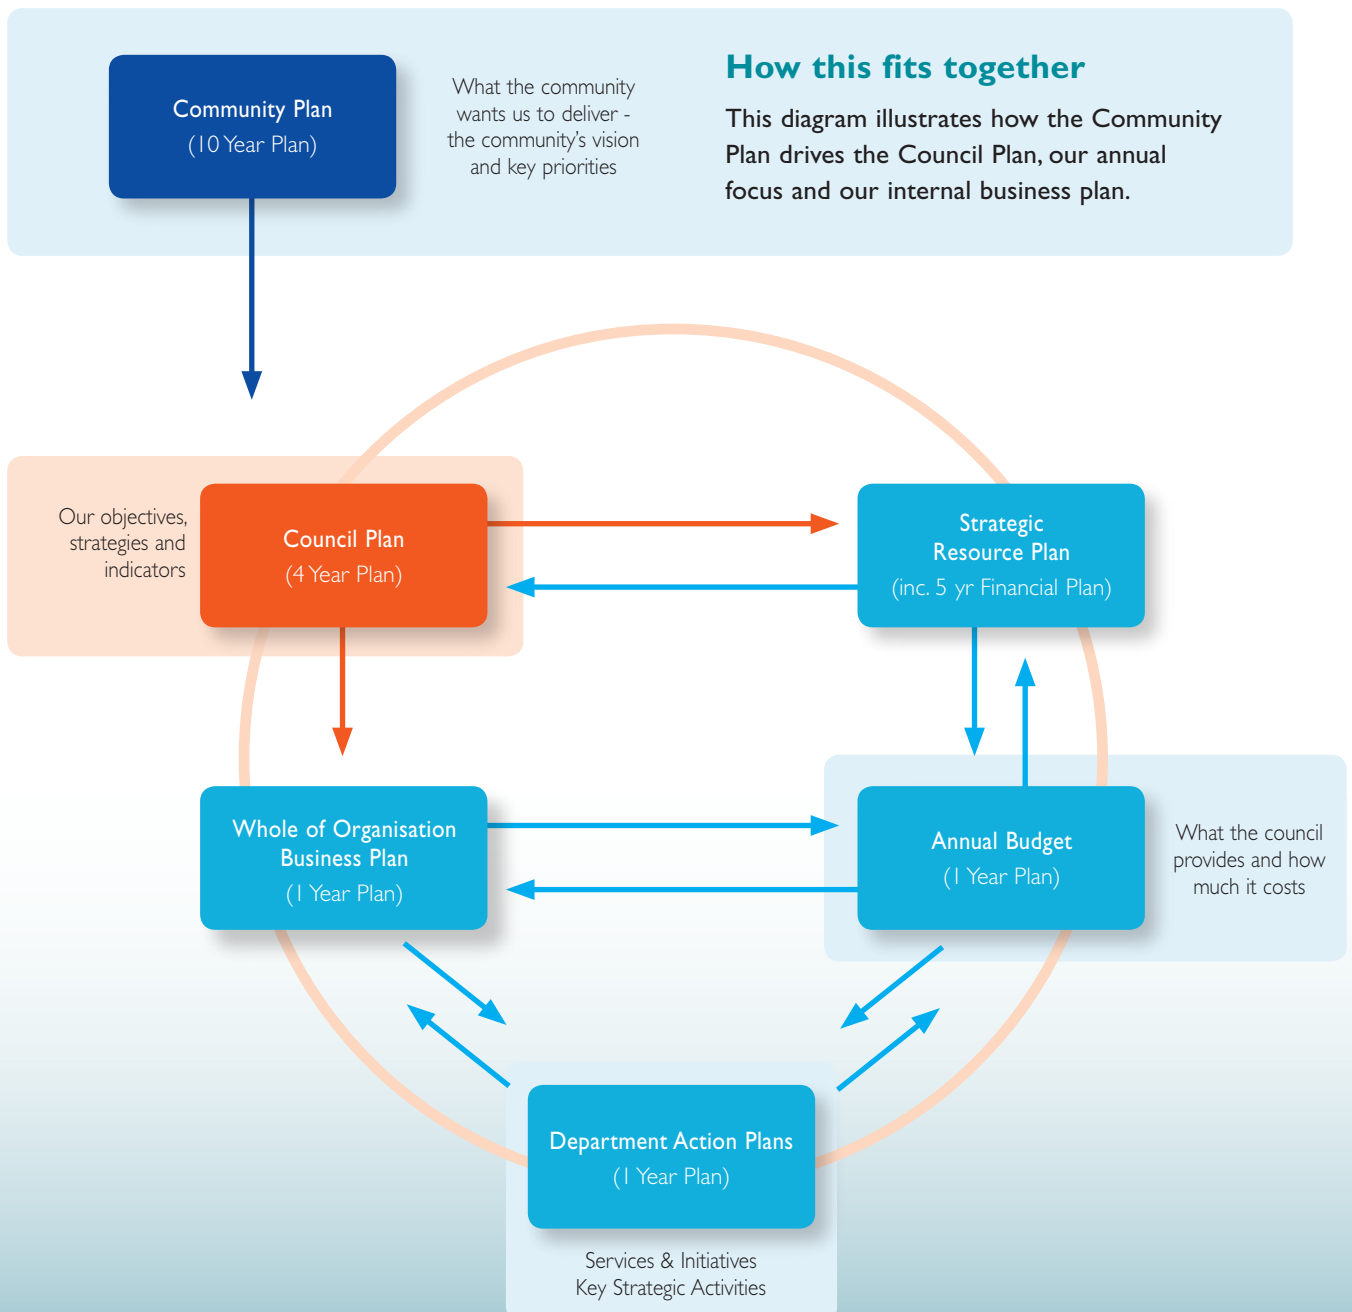 Community Plan
(10 Year Plan)
What the community
wants us to deliver -
the community's vision
and key priorities
How this fits together
This diagram illustrates how the Community
Plan drives the Council Plan, our annual
focus and our internal business plan.
Our objectives,
strategies and
indicators
Council Plan
(4 Year Plan)
Strategic
Resource Plan
(inc. 5 yr Financial Plan)
Whole of Organisation
Business Plan
(1 Year Plan)
Annual Budget
(1 Year Plan)
What the council
provides and how
much it costs
Department Action Plans
(1 Year Plan)
Services & Initiatives
Key Strategic Activities